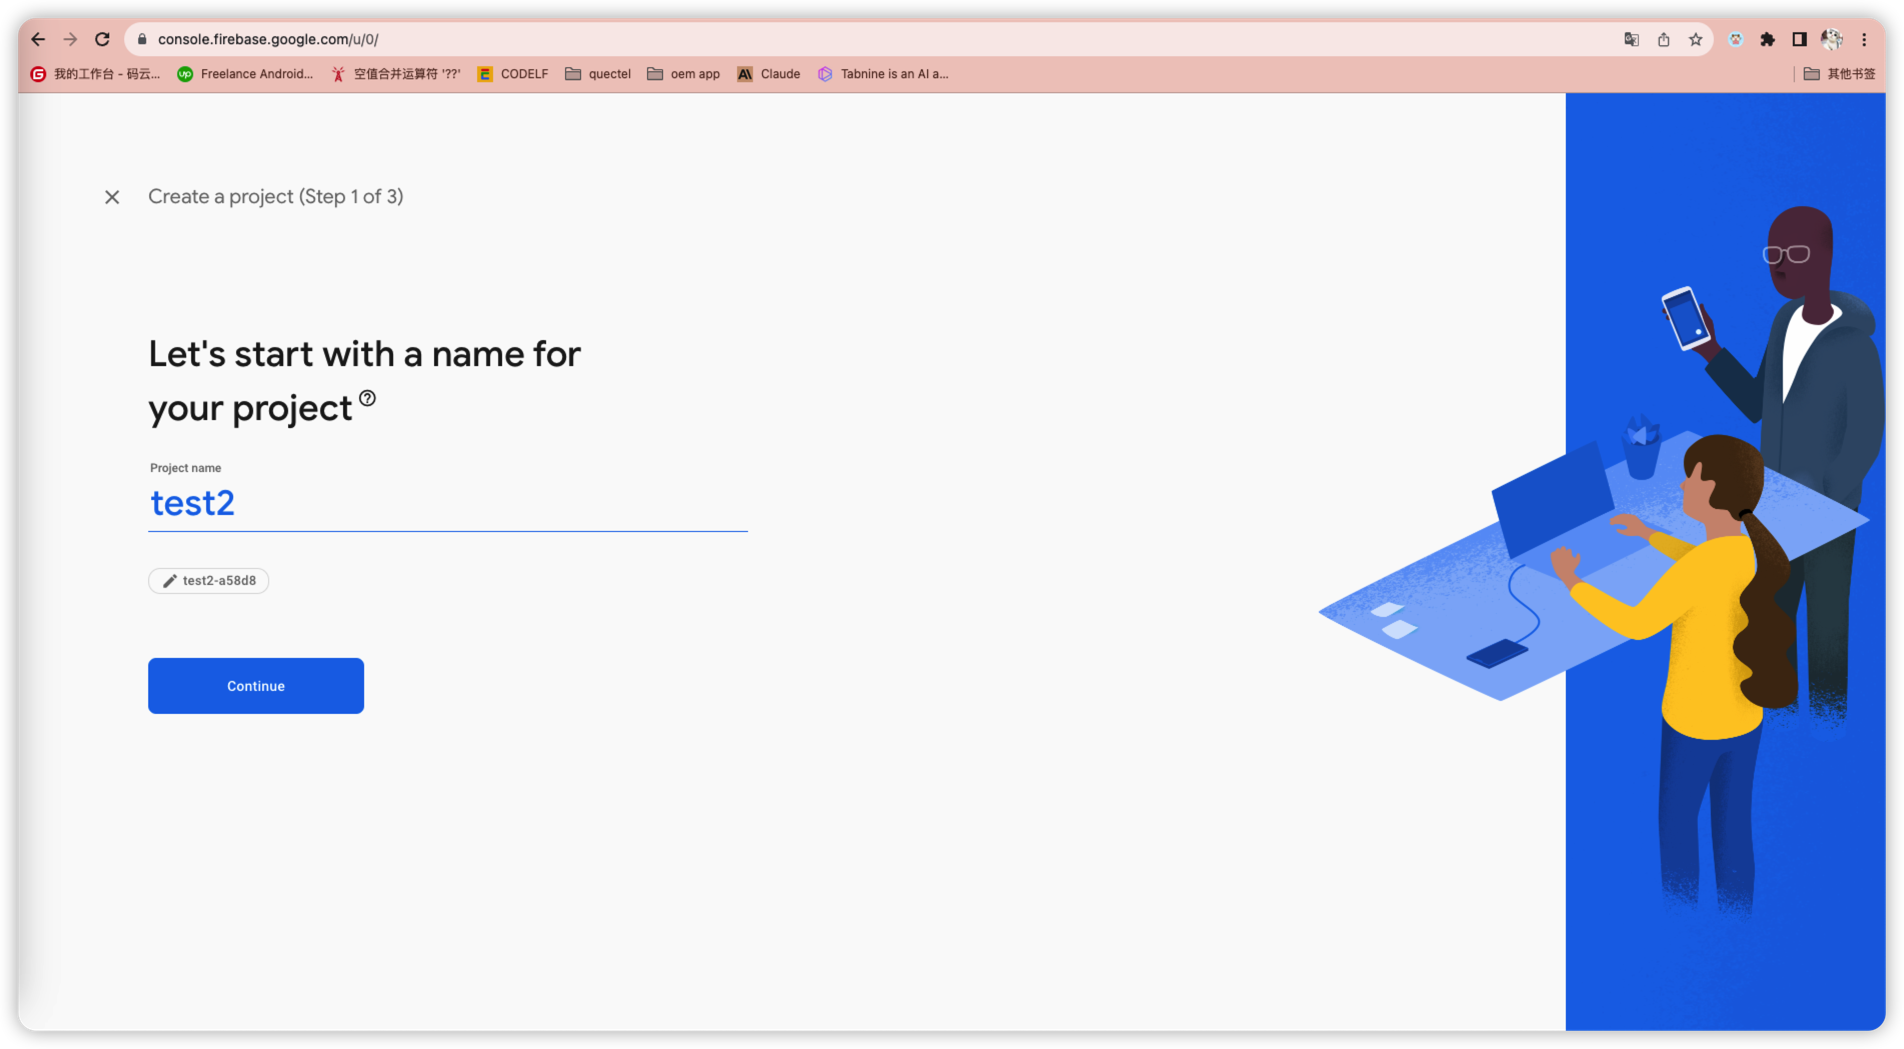 console.firebase.google.com/u/0/
我的工作台 - 码云...
Freelance Android...
空值合并运算符 '??'
CODELF
quectel
oem app
Claude
Tabnine is an AI a...
其他书签
Create a project (Step 1 of 3)
Let's start with a name for
your project
Project name
test2
test2-a58d8
Continue